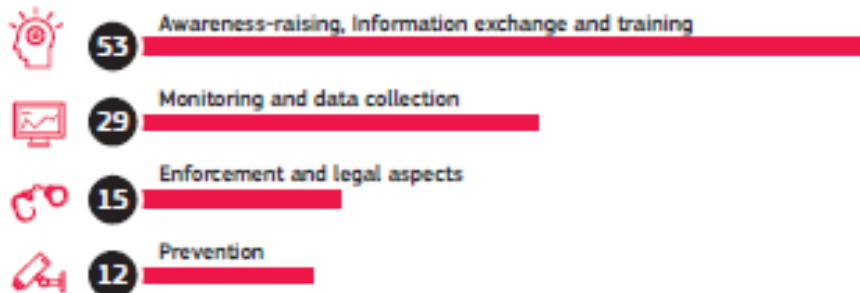 Awareness-raising, Information exchange and training
53
Monitoring and data collection
29
Enforcement and legal aspects
15
Prevention
12